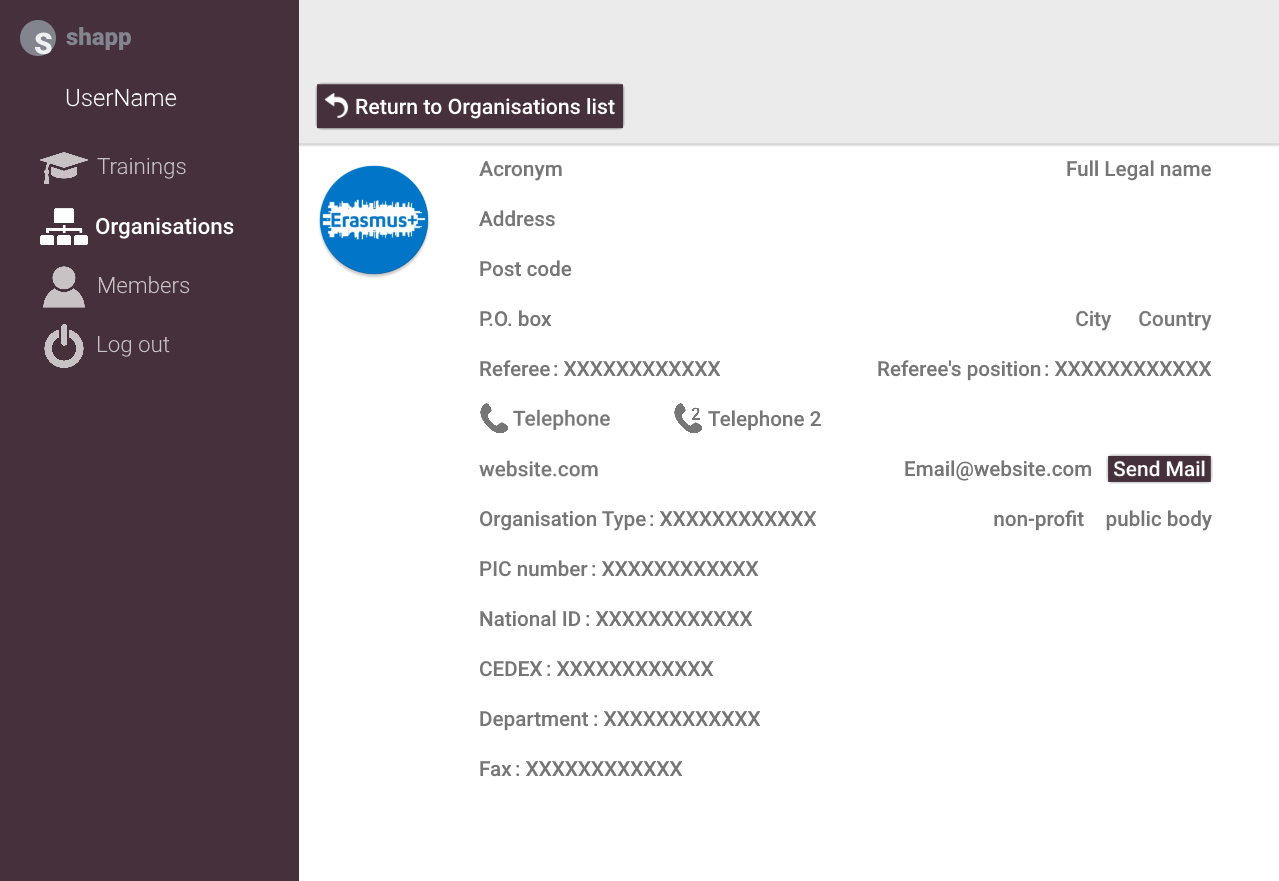 S shapp
UserName
Trainings
Organisations
Members
Log out
Return to Organisations list
Erasmus+
Acronym Full Legal name
Address
Post code
P.O. box City Country
Referee : XXXXXXXXXXXX Referee's position : XXXXXXXXXXXX
Telephone 2 Telephone 2
website.com Email@website.com Send Mail
Organisation Type : XXXXXXXXXXXX non-profit public body
PIC number : XXXXXXXXXXXX
National ID : XXXXXXXXXXXX
CEDEX : XXXXXXXXXXXX
Department : XXXXXXXXXXXX
Fax : XXXXXXXXXXXX